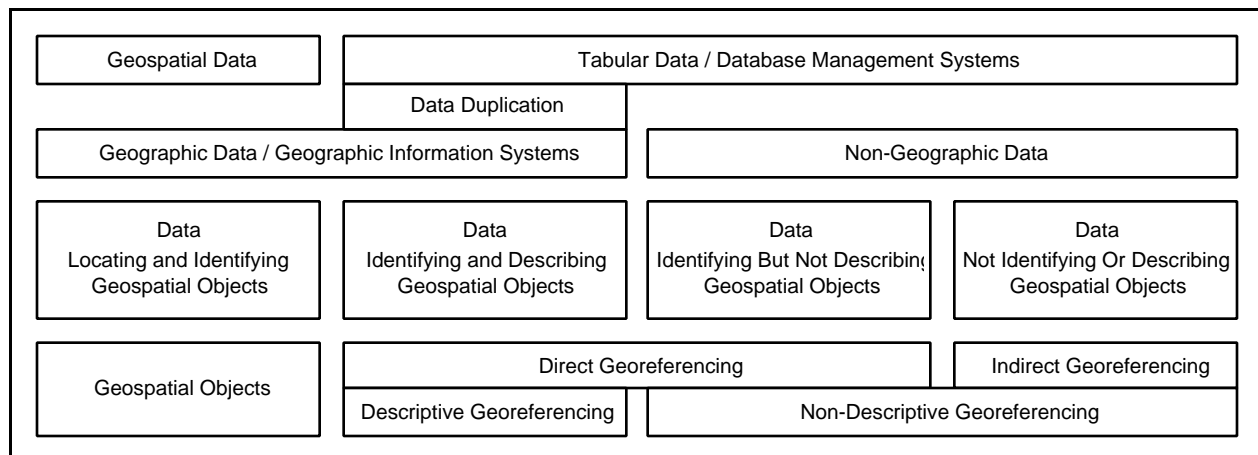 Geospatial Data
Tabular Data / Database Management Systems
Data Duplication
Geographic Data / Geographic Information Systems
Non-Geographic Data
Data
Locating and Identifying
Geospatial Objects
Data
Identifying and Describing
Geospatial Objects
Data
Identifying But Not Describing
Geospatial Objects
Data
Not Identifying Or Describing
Geospatial Objects
Geospatial Objects
Direct Georeferencing
Indirect Georeferencing
Descriptive Georeferencing
Non-Descriptive Georeferencing